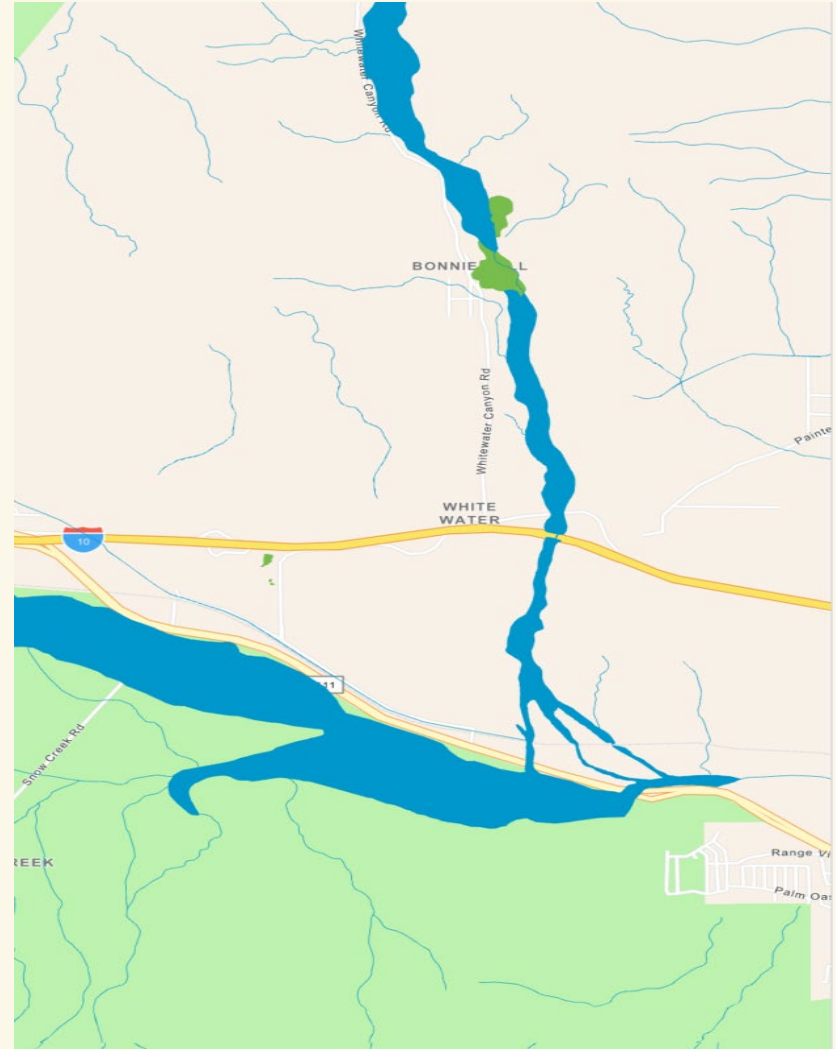 Whitewater Canyon Rd
BONNIE
L
Whitewater Canyon Rd
Painte
WHITE
WATER
10
11
Snow Creek Rd
REEK
Range Vi
Palm Oas